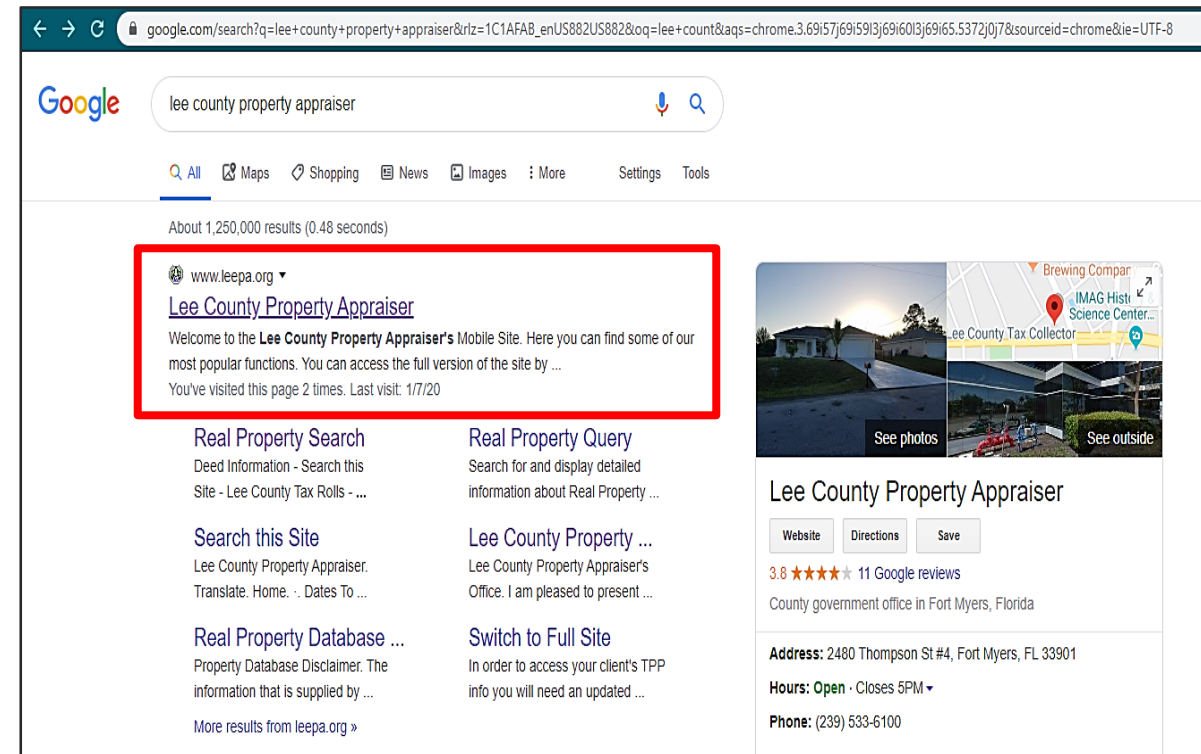 google.com/search?q=lee+county+property+appraiser&rlz=1C1AFAB_enUS882US882&oq=lee+count&aqs=chrome.3.69i57j69i59l3j69i60l3j69i65.5372j0j7&sourceid=chrome&ie=UTF-8
Google
lee county property appraiser
All Maps Shopping News Images More Settings Tools
About 1,250,000 results (0.48 seconds)
www.leepa.org
Lee County Property Appraiser
Welcome to the Lee County Property Appraiser's Mobile Site. Here you can find some of our
most popular functions. You can access the full version of the site by ...
You've visited this page 2 times. Last visit: 1/7/20
Real Property Search
Deed Information - Search this
Site - Lee County Tax Rolls - ...
Real Property Query
Search for and display detailed
information about Real Property ...
Search this Site
Lee County Property Appraiser.
Translate. Home. ·. Dates To ...
Lee County Property ...
Lee County Property Appraiser's
Office. I am pleased to present ...
Real Property Database ...
Property Database Disclaimer. The
information that is supplied by ...
Switch to Full Site
In order to access your client's TPP
info you will need an updated ...
More results from leepa.org »
Brewing Compan
IMAG Histo
Science Center...
ee County Tax Collector
See photos
See outside
Lee County Property Appraiser
Website Directions Save
3.8 11 Google reviews
County government office in Fort Myers, Florida
Address: 2480 Thompson St #4, Fort Myers, FL 33901
Hours: Open · Closes 5PM
Phone: (239) 533-6100